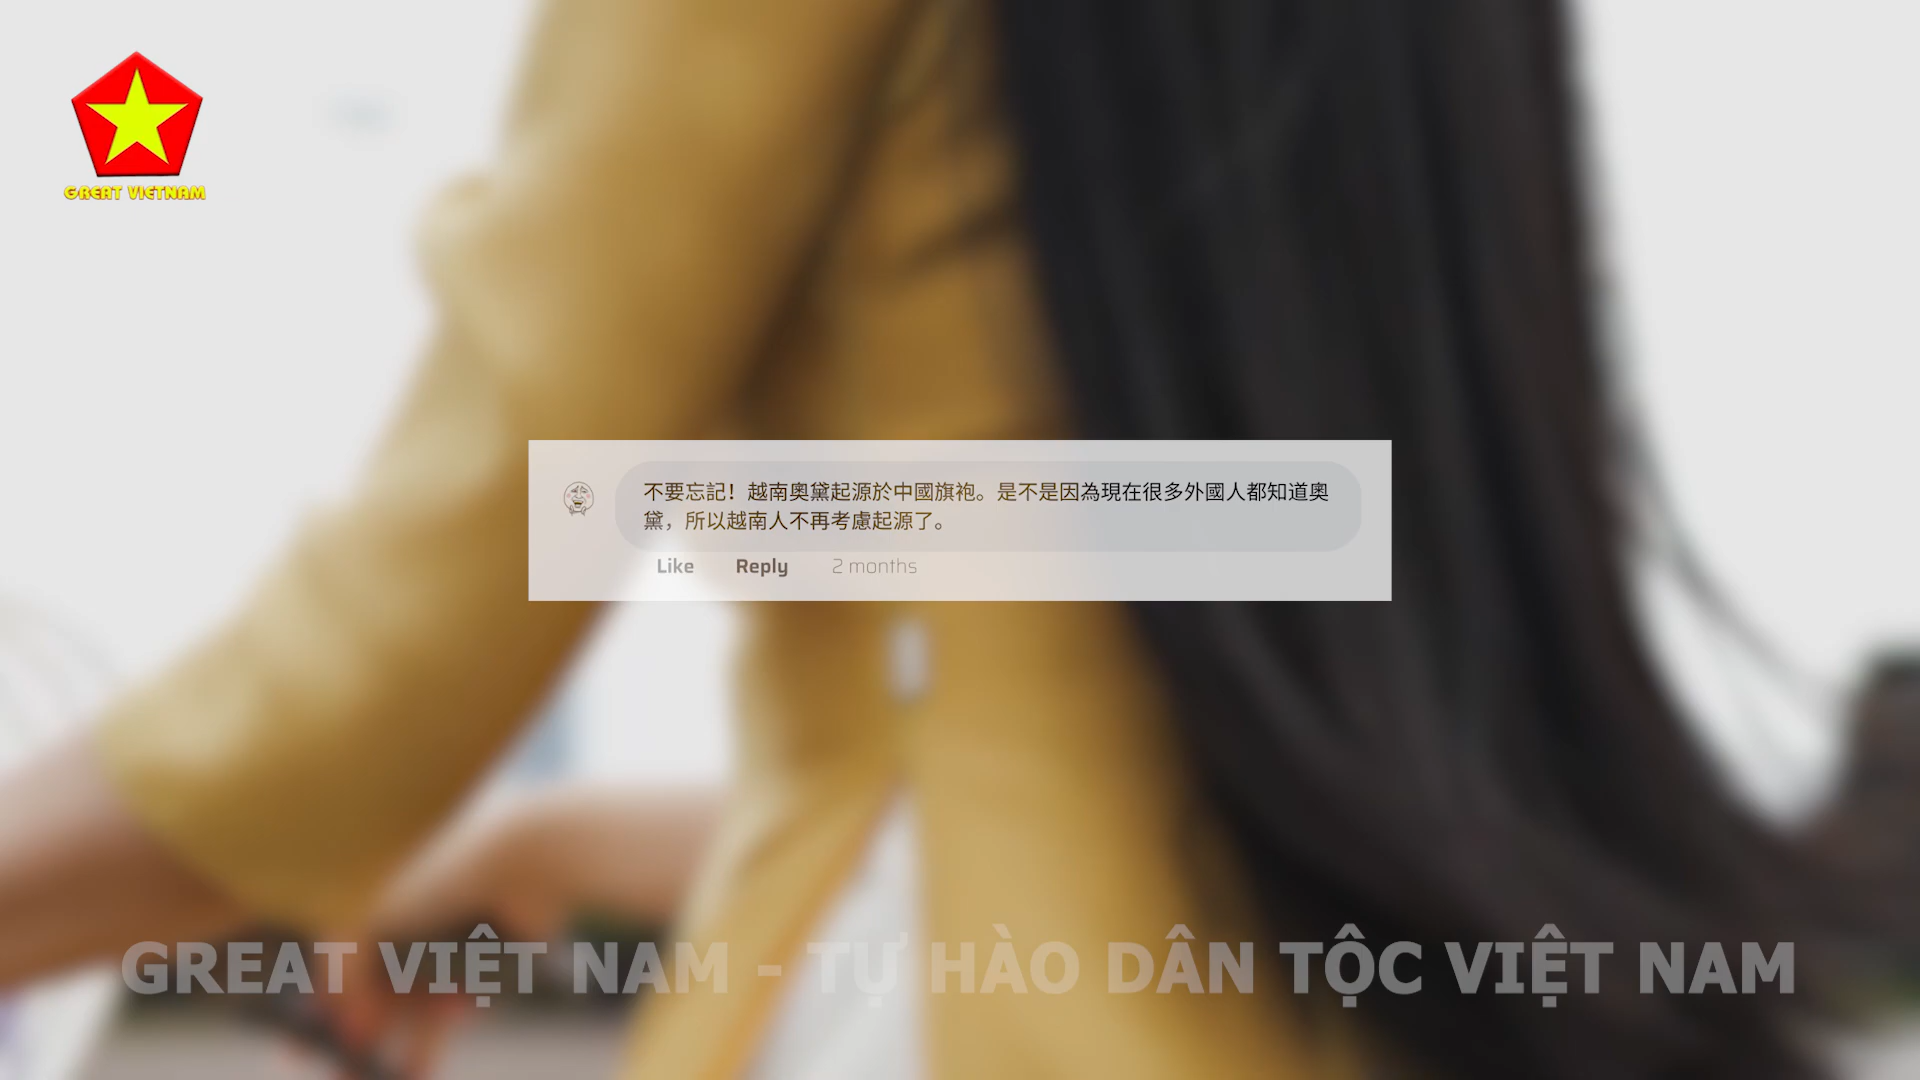 GREAT VIETNAM
不要忘記！越南奧黛起源於中國旗袍。是不是因為現在很多外國人都知道奧
黛，所以越南人不再考慮起源了。
Like Reply 2 months
GREAT VIỆT NAM - TỰ HÀO DÂN TỘC VIỆT NAM